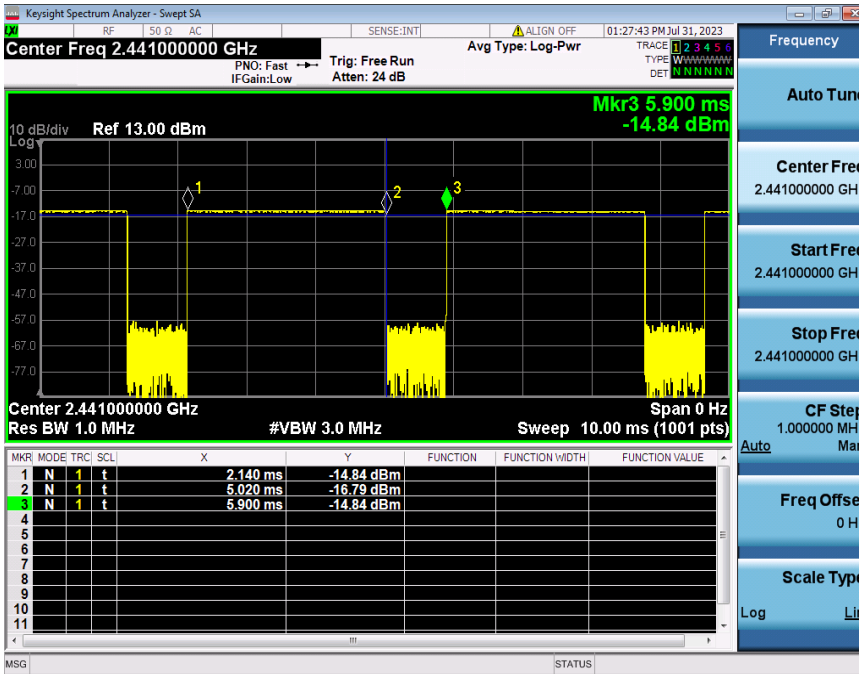 Keysight Spectrum Analyzer - Swept SA
LXI RF 50 Ω AC SENSE:INT ALIGN OFF 01:27:43 PM Jul 31, 2023
Center Freq 2.441000000 GHz Avg Type: Log-Pwr TRACE 1 2 3 4 5 6
PNO: Fast Trig: Free Run TYPE WWWWWW
IFGain:Low Atten: 24 dB DET N N N N N N
Mkr3 5.900 ms
-14.84 dBm
10 dB/div Ref 13.00 dBm
Log
3.00
-7.00
-17.0
-27.0
-37.0
-47.0
-57.0
-67.0
-77.0
1
2
3
Center 2.441000000 GHz Span 0 Hz
Res BW 1.0 MHz #VBW 3.0 MHz Sweep 10.00 ms (1001 pts)
MKR MODE TRC SCL X Y FUNCTION FUNCTION WIDTH FUNCTION VALUE
1 N 1 t 2.140 ms -14.84 dBm
2 N 1 t 5.020 ms -16.79 dBm
3 N 1 t 5.900 ms -14.84 dBm
4
5
6
7
8
9
10
11
MSG STATUS
Frequency
Auto Tun
Center Fre
2.441000000 GH
Start Fre
2.441000000 GH
Stop Fre
2.441000000 GH
CF Step
1.000000 MH
Auto Mar
Freq Offse
0 H
Scale Type
Log Li